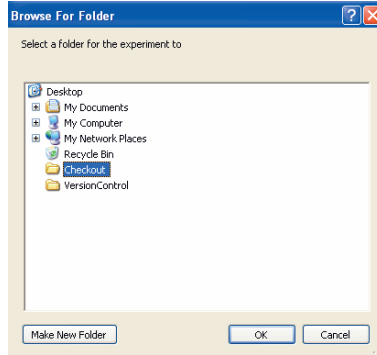 Browse For Folder
Select a folder for the experiment to
Desktop
My Documents
My Computer
My Network Places
Recycle Bin
Checkout
VersionControl
Make New Folder OK Cancel